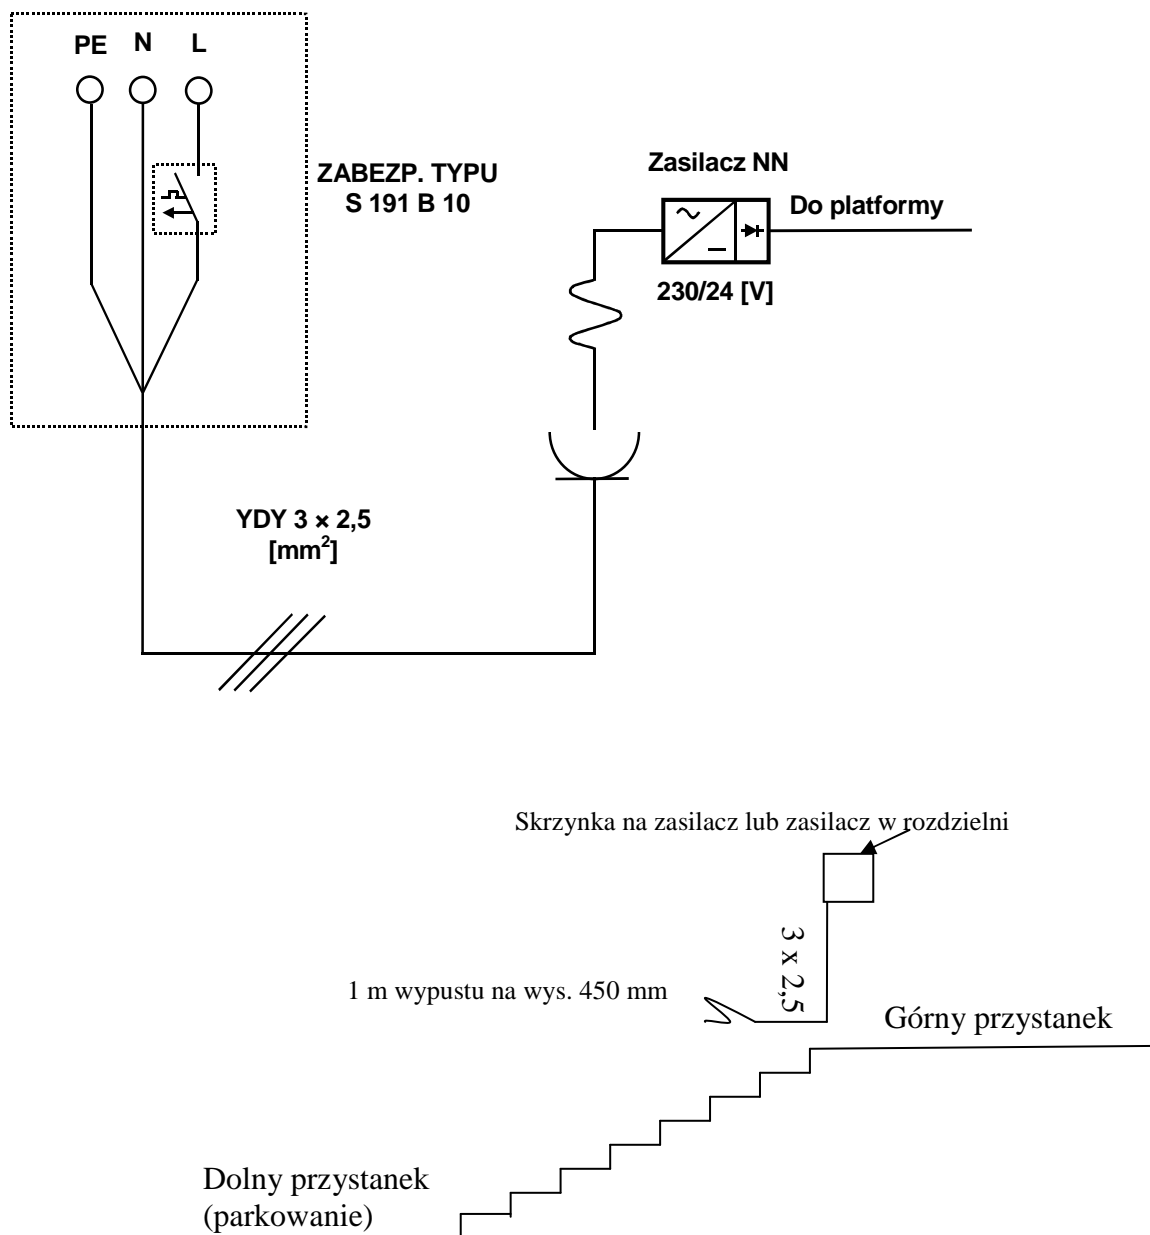 PE N L
ZABEZP. TYPU
S 191 B 10
Zasilacz NN
Do platformy
230/24 [V]
YDY 3 × 2,5
[mm²]
Skrzynka na zasilacz lub zasilacz w rozdzielni
3 x 2,5
1 m wypustu na wys. 450 mm
Górny przystanek
Dolny przystanek
(parkowanie)